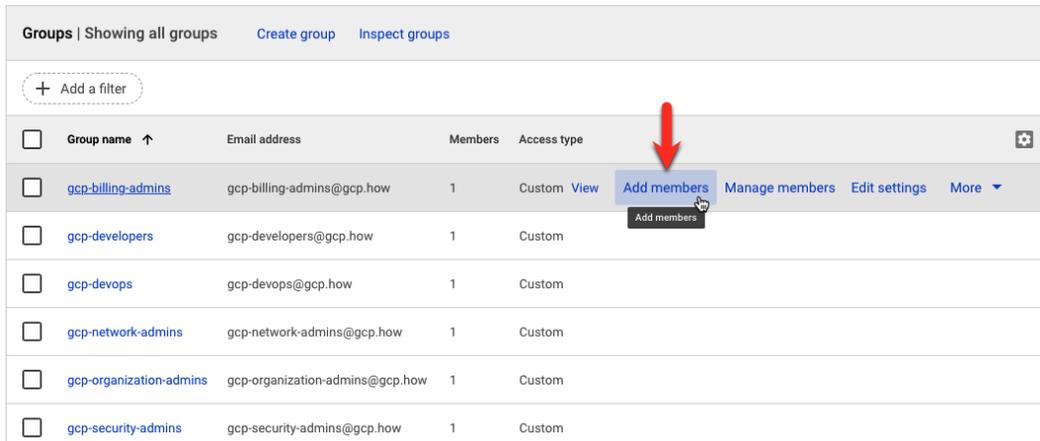 Groups | Showing all groups Create group Inspect groups
Add a filter
Group name Email address Members Access type
gcp-billing-admins gcp-billing-admins@gcp.how 1 Custom View Add members Manage members Edit settings More
Add members
gcp-developers gcp-developers@gcp.how 1 Custom
gcp-devops gcp-devops@gcp.how 1 Custom
gcp-network-admins gcp-network-admins@gcp.how 1 Custom
gcp-organization-admins gcp-organization-admins@gcp.how 1 Custom
gcp-security-admins gcp-security-admins@gcp.how 1 Custom